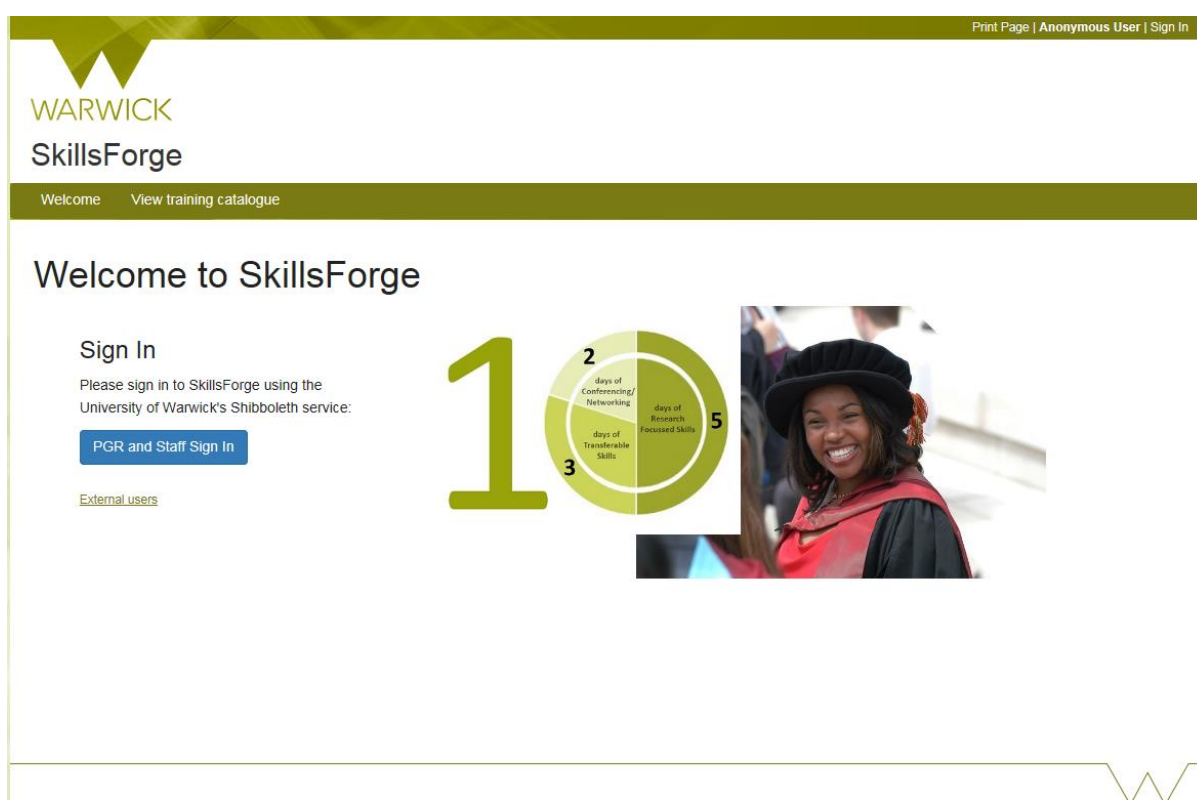 Print Page | Anonymous User | Sign In
WARWICK
SkillsForge
Welcome View training catalogue
Welcome to SkillsForge
Sign In
Please sign in to SkillsForge using the
University of Warwick's Shibboleth service:
PGR and Staff Sign In
External users
10
2
days of
Conferencing/
Networking
days of
Research
Focussed Skills
5
days of
Transferable
Skills
3